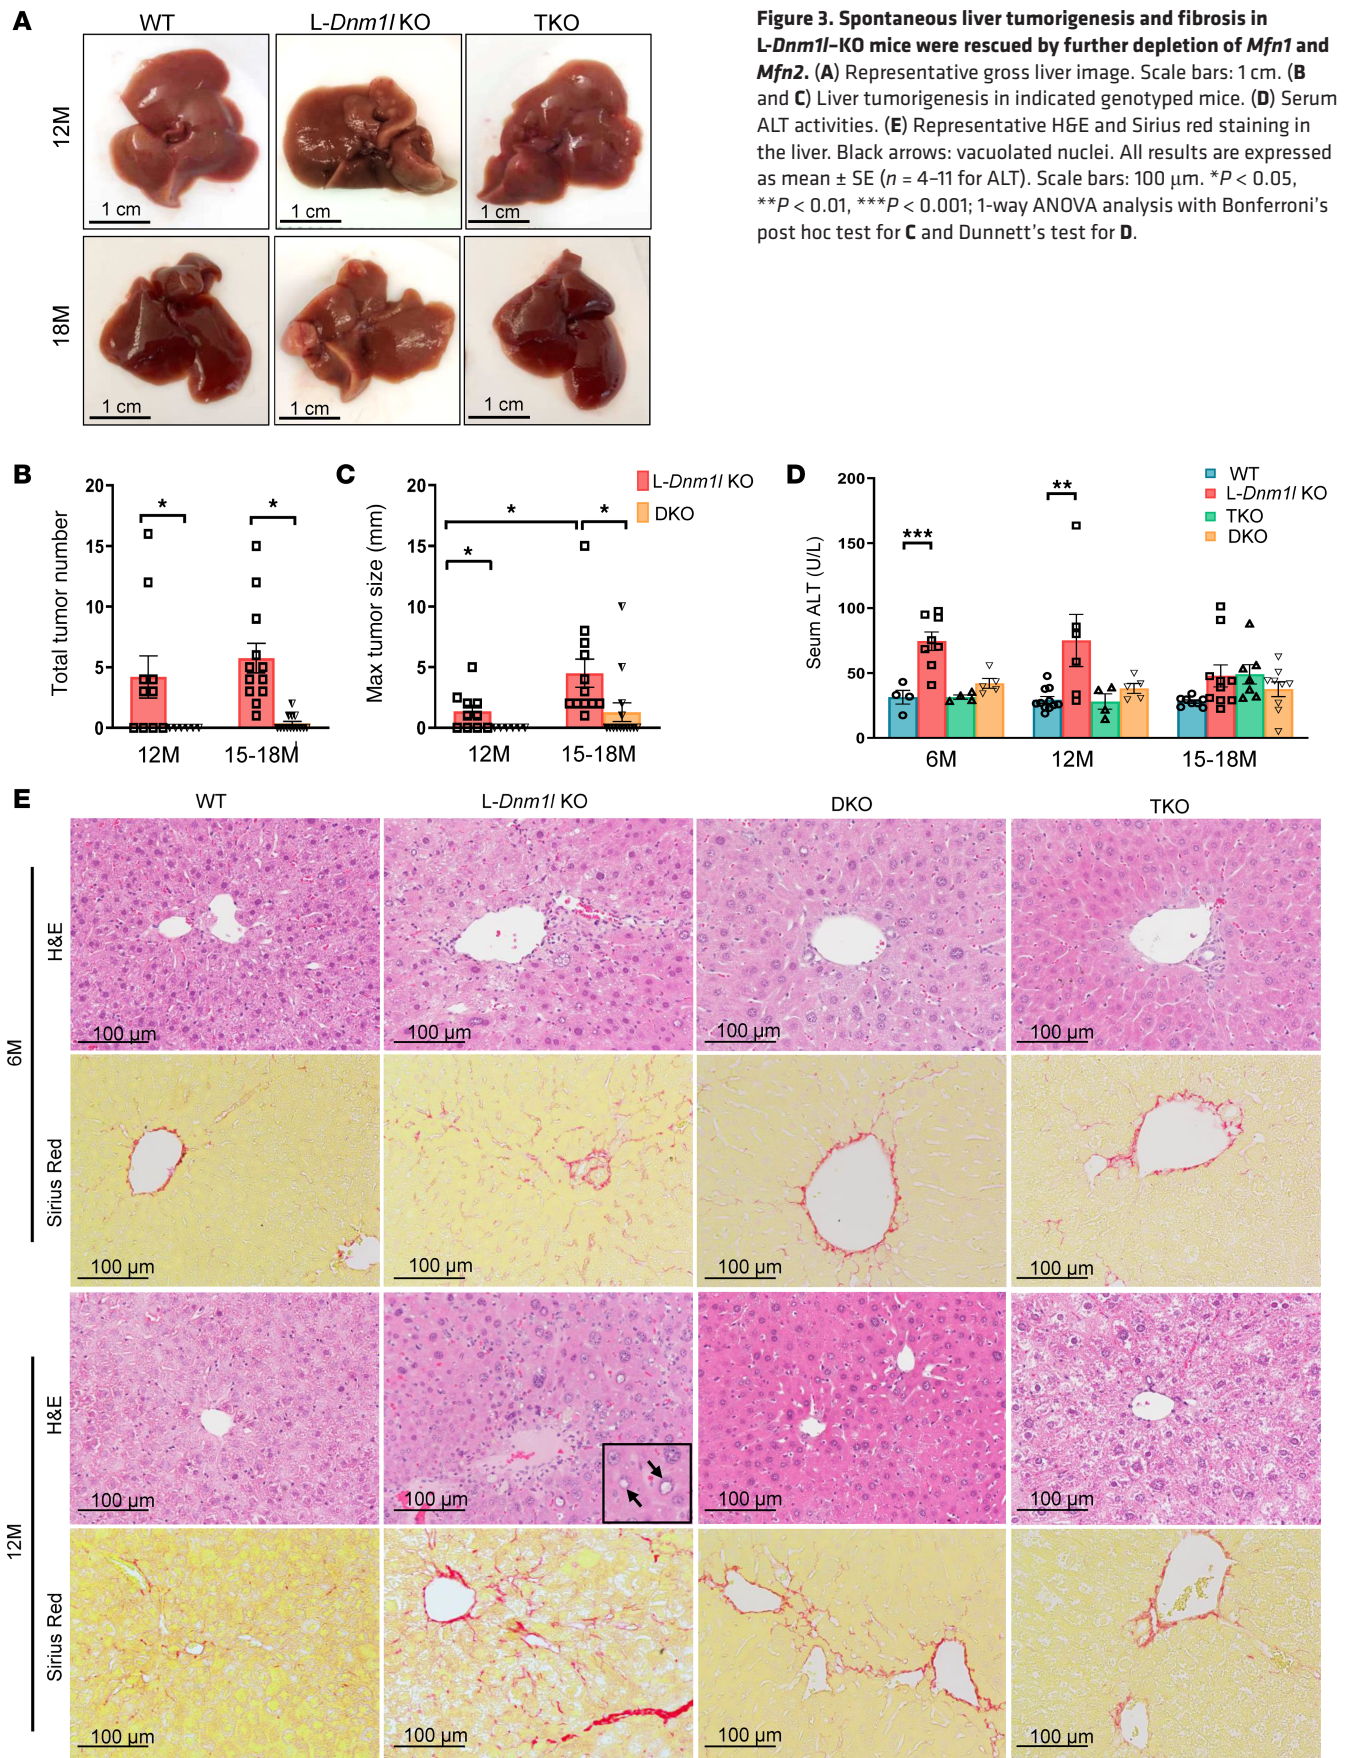 A
WT
L-Dnm1l KO
TKO
12M
1 cm
1 cm
1 cm
18M
1 cm
1 cm
1 cm
Figure 3. Spontaneous liver tumorigenesis and fibrosis in
L-Dnm1l–KO mice were rescued by further depletion of Mfn1 and
Mfn2. (A) Representative gross liver image. Scale bars: 1 cm. (B
and C) Liver tumorigenesis in indicated genotyped mice. (D) Serum
ALT activities. (E) Representative H&E and Sirius red staining in
the liver. Black arrows: vacuolated nuclei. All results are expressed
as mean ± SE (n = 4–11 for ALT). Scale bars: 100 μm. *P < 0.05,
**P < 0.01, ***P < 0.001; 1-way ANOVA analysis with Bonferroni’s
post hoc test for C and Dunnett’s test for D.
B
Total tumor number
20
15
10
5
0
*
*
12M
15-18M
C
Max tumor size (mm)
20
15
10
5
0
*
*
*
12M
15-18M
L-Dnm1l KO
DKO
D
Seum ALT (U/L)
200
150
100
50
0
***
**
6M
12M
15-18M
WT
L-Dnm1l KO
TKO
DKO
E
WT
L-Dnm1l KO
DKO
TKO
6M
H&E
100 μm
100 μm
100 μm
100 μm
Sirius Red
100 μm
100 μm
100 μm
100 μm
12M
H&E
100 μm
100 μm
100 μm
100 μm
Sirius Red
100 μm
100 μm
100 μm
100 μm